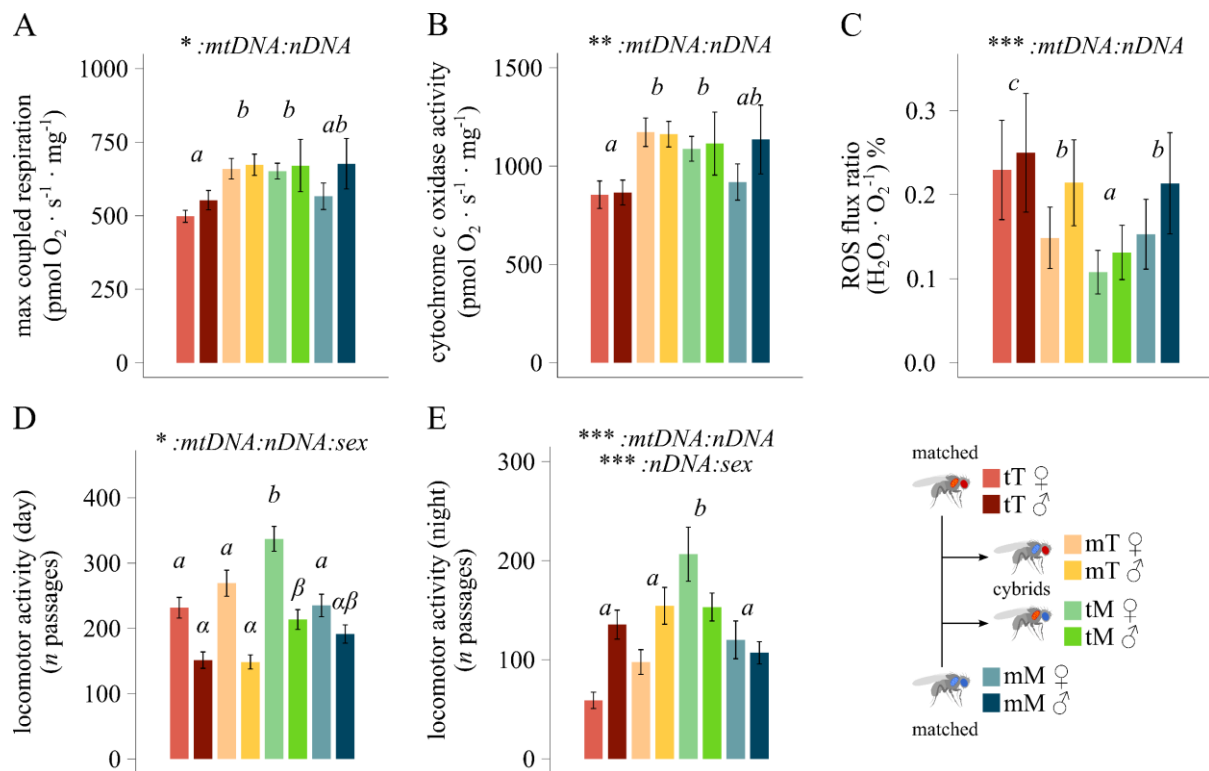 A
* :mtDNA:nDNA
max coupled respiration
(pmol O₂ · s⁻¹ · mg⁻¹)
1000
750
500
250
0
a
b
b
ab
B
** :mtDNA:nDNA
cytochrome c oxidase activity
(pmol O₂ · s⁻¹ · mg⁻¹)
1500
1000
500
0
a
b
b
ab
C
*** :mtDNA:nDNA
ROS flux ratio
(H₂O₂ · O₂⁻¹) %
0.3
0.2
0.1
0.0
c
b
a
b
D
* :mtDNA:nDNA:sex
locomotor activity (day)
(n passages)
400
300
200
100
0
a
α
a
α
b
β
a
αβ
E
*** :mtDNA:nDNA
*** :nDNA:sex
locomotor activity (night)
(n passages)
300
200
100
0
a
a
b
a
matched
tT ♀
tT ♂
mT ♀
mT ♂
cybrids
tM ♀
tM ♂
mM ♀
mM ♂
matched